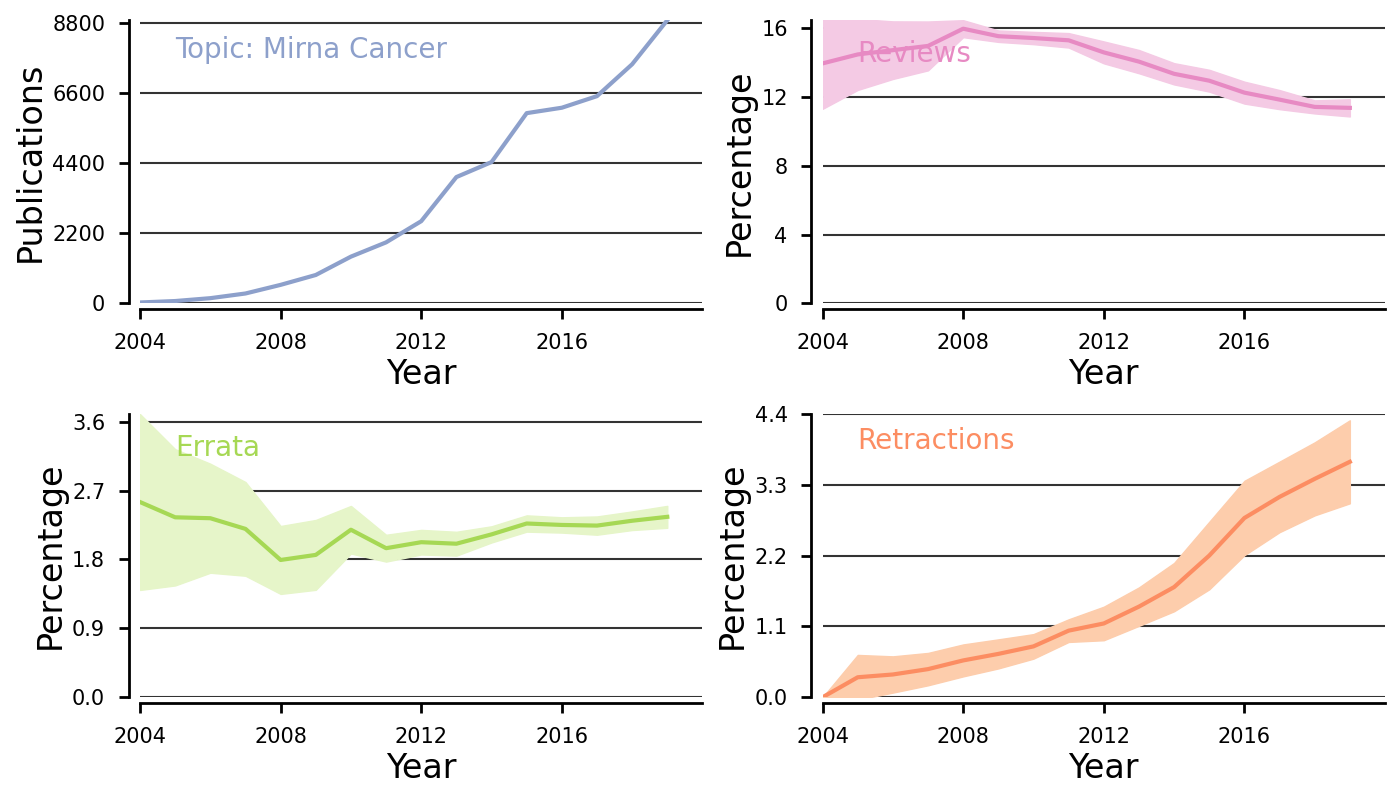 Topic: Mirna Cancer
Publications
8800
6600
4400
2200
0
2004 2008 2012 2016
Year
Reviews
Percentage
16
12
8
4
0
2004 2008 2012 2016
Year
Errata
Percentage
3.6
2.7
1.8
0.9
0.0
2004 2008 2012 2016
Year
Retractions
Percentage
4.4
3.3
2.2
1.1
0.0
2004 2008 2012 2016
Year